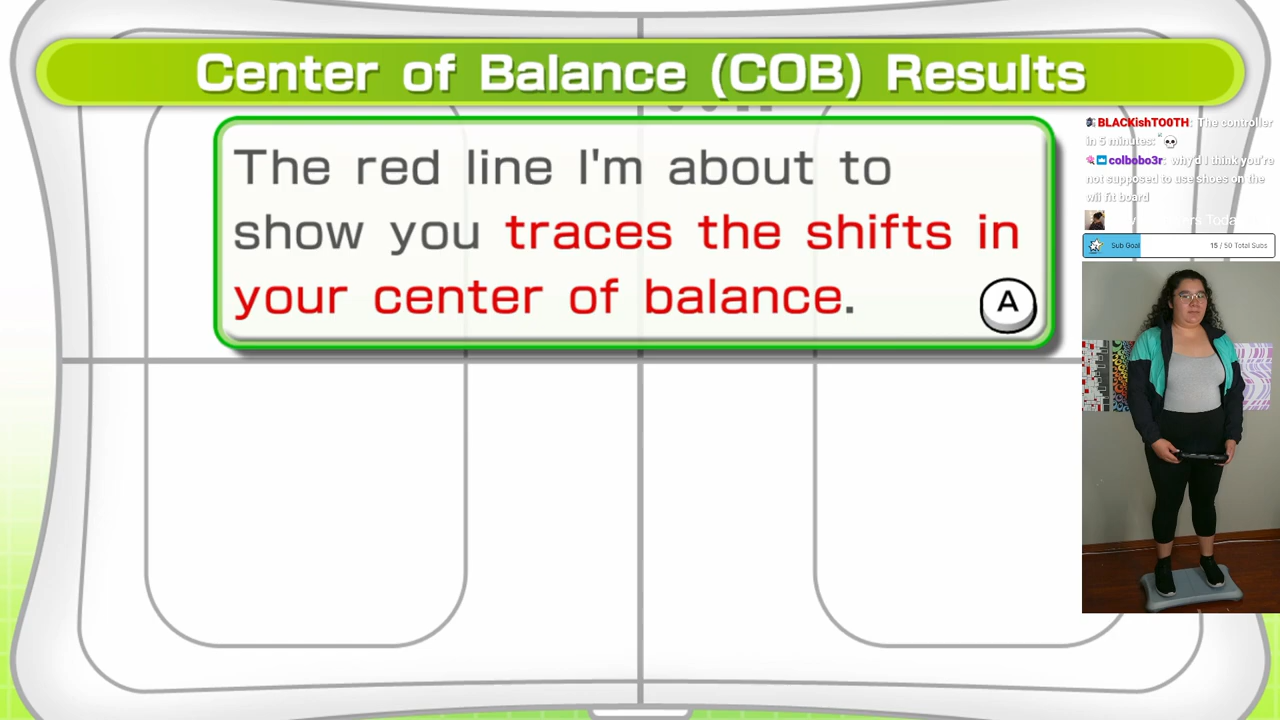 Center of Balance (COB) Results
The red line I'm about to
show you traces the shifts in
your center of balance.
A
BLACKishTO0TH: The controller
in 5 minutes:
colbobo3r: why'd I think you're
not supposed to use shoes on the
wii fit board
Sub Goal
15 / 50 Total Subs